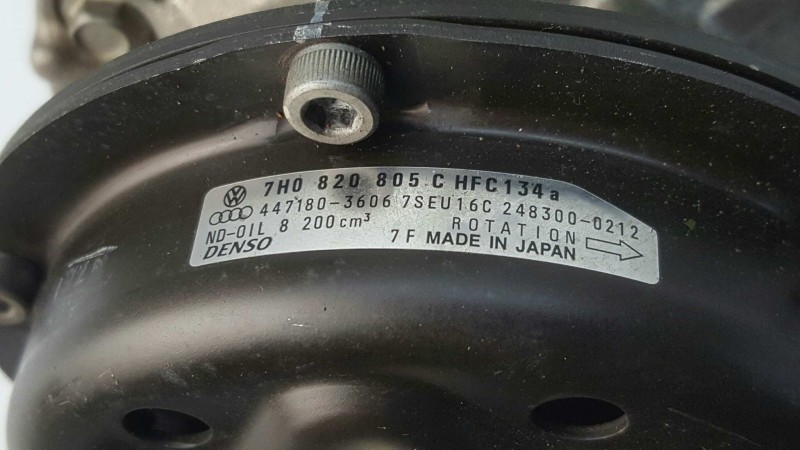 7H0 820 805 C HFC134a
447180-3606 7SEU16C 248300-0212
ND-OIL 8 200cm³ ROTATION
DENSO 7F MADE IN JAPAN